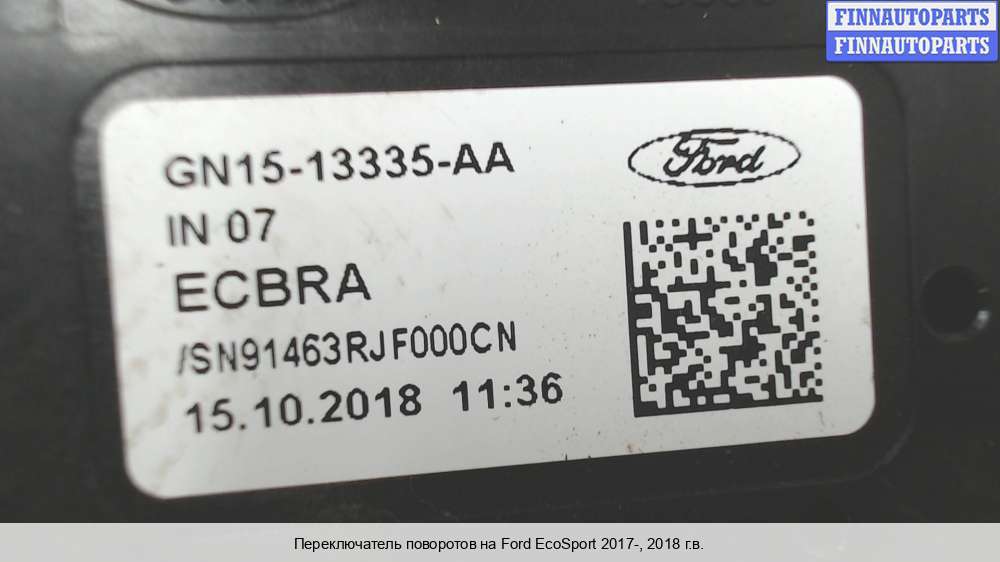 FINNAUTOPARTS
FINNAUTOPARTS
GN15-13335-AA
Ford
IN 07
ECBRA
/SN91463RJF000CN
15.10.2018 11:36
Переключатель поворотов на Ford EcoSport 2017-, 2018 г.в.